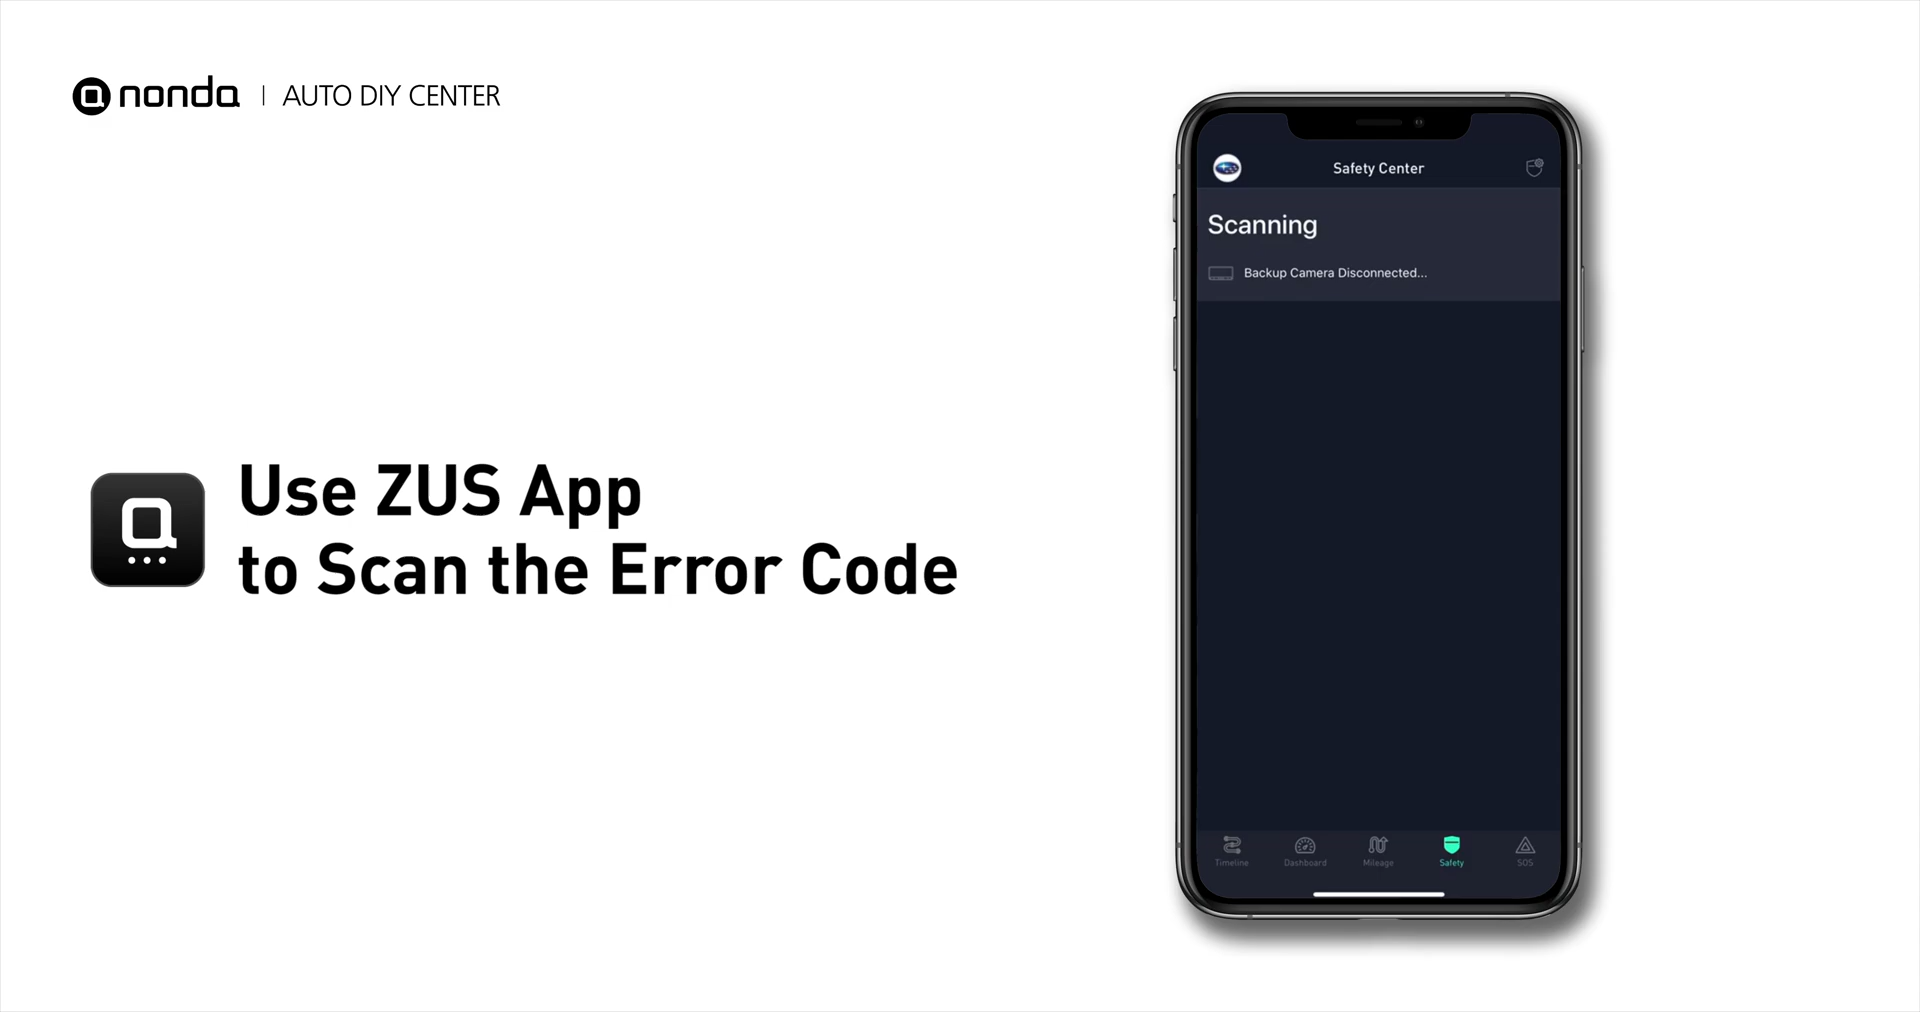 nonda | AUTO DIY CENTER
Use ZUS App
to Scan the Error Code
Safety Center
Scanning
Backup Camera Disconnected...
Timeline
Dashboard
Mileage
Safety
SOS